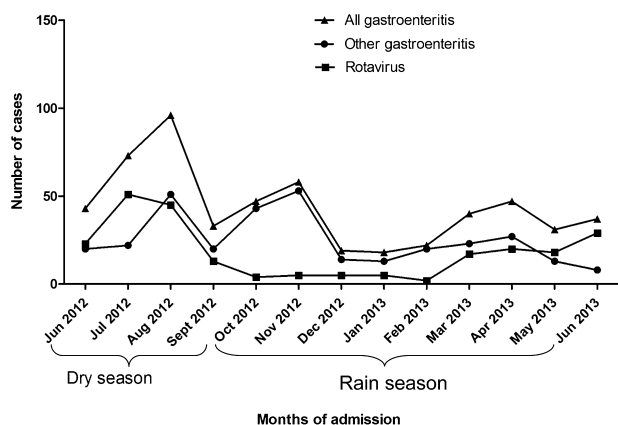 All gastroenteritis
Other gastroenteritis
Rotavirus
Number of cases
150
100
50
0
Jun 2012
Jul 2012
Aug 2012
Sept 2012
Oct 2012
Nov 2012
Dec 2012
Jan 2013
Feb 2013
Mar 2013
Apr 2013
May 2013
Jun 2013
Dry season
Rain season
Months of admission